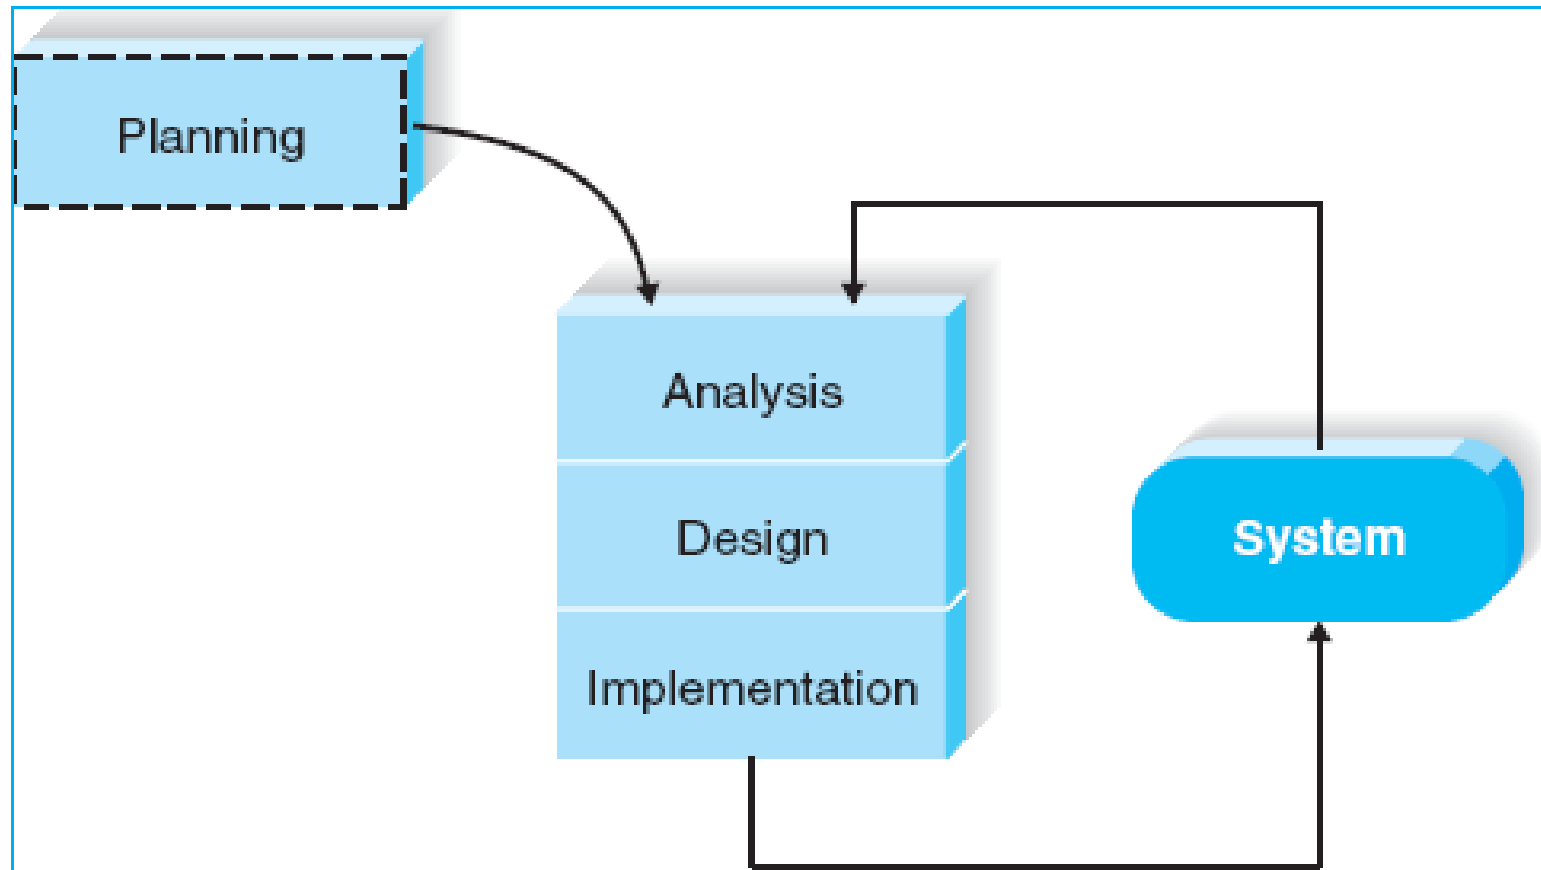 Planning
Analysis
Design
Implementation
System